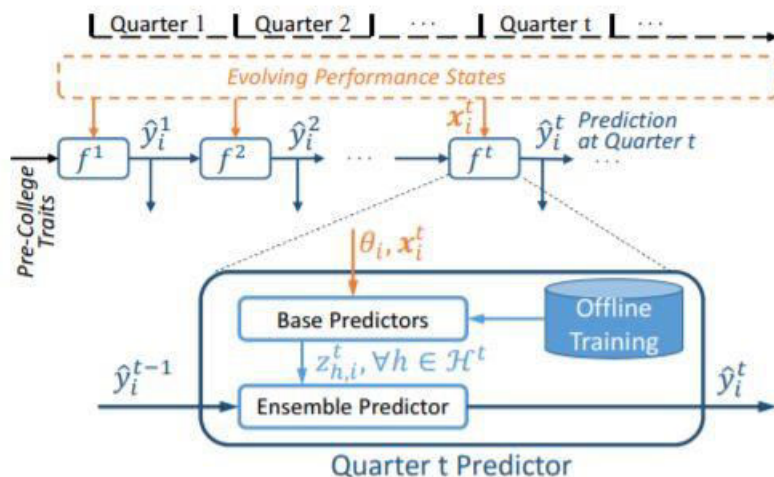 Quarter 1 Quarter 2 ··· Quarter t ···
Evolving Performance States
x_i^t
ŷ_i^1 ŷ_i^2 ŷ_i^t Prediction
at Quarter t
f^1 f^2 ··· f^t ···
Pre-College
Traits
θ_i, x_i^t
Base Predictors
Offline
Training
z_{h,i}^t, ∀h ∈ ℋ^t
ŷ_i^{t−1} ŷ_i^t
Ensemble Predictor
Quarter t Predictor